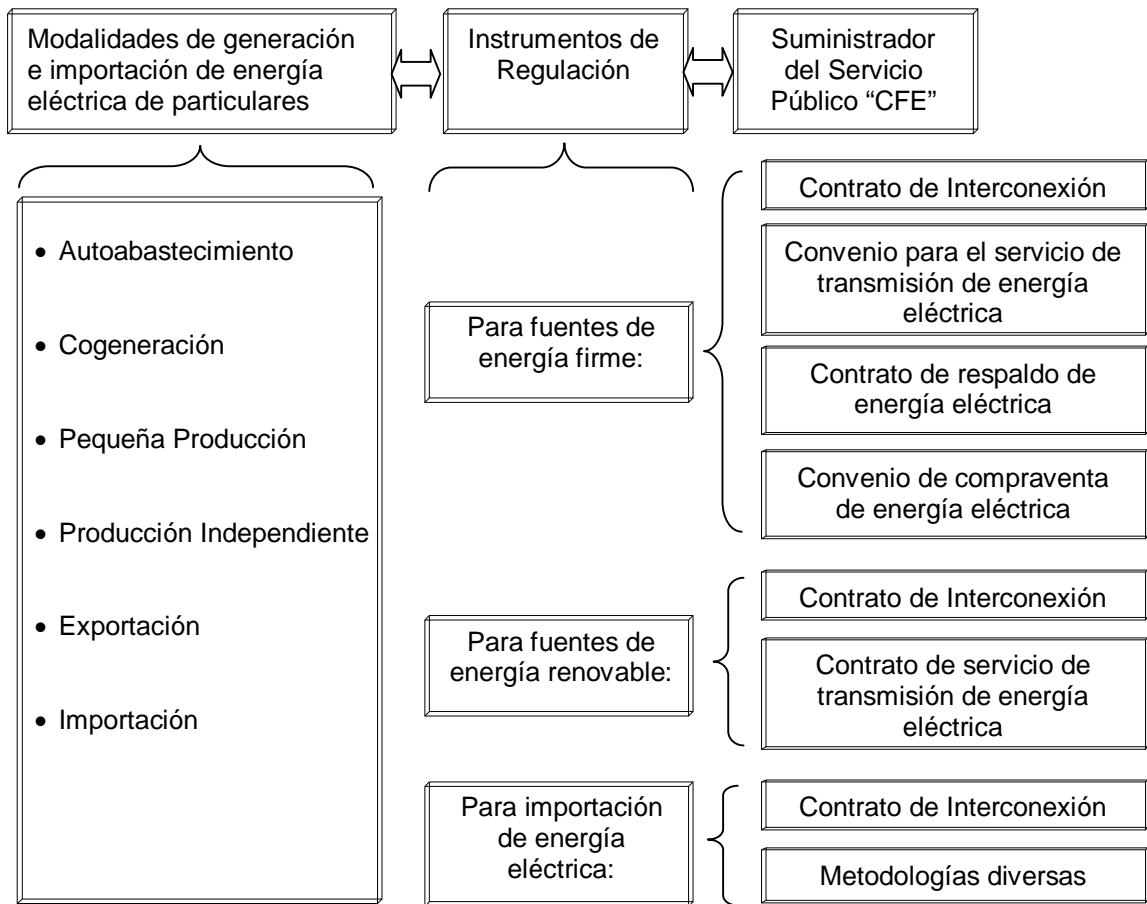 Modalidades de generación
e importación de energía
eléctrica de particulares
Instrumentos de
Regulación
Suministrador
del Servicio
Público “CFE”
• Autoabastecimiento
• Cogeneración
• Pequeña Producción
• Producción Independiente
• Exportación
• Importación
Para fuentes de
energía firme:
Contrato de Interconexión
Convenio para el servicio de
transmisión de energía
eléctrica
Contrato de respaldo de
energía eléctrica
Convenio de compraventa
de energía eléctrica
Para fuentes de
energía renovable:
Contrato de Interconexión
Contrato de servicio de
transmisión de energía
eléctrica
Para importación
de energía
eléctrica:
Contrato de Interconexión
Metodologías diversas